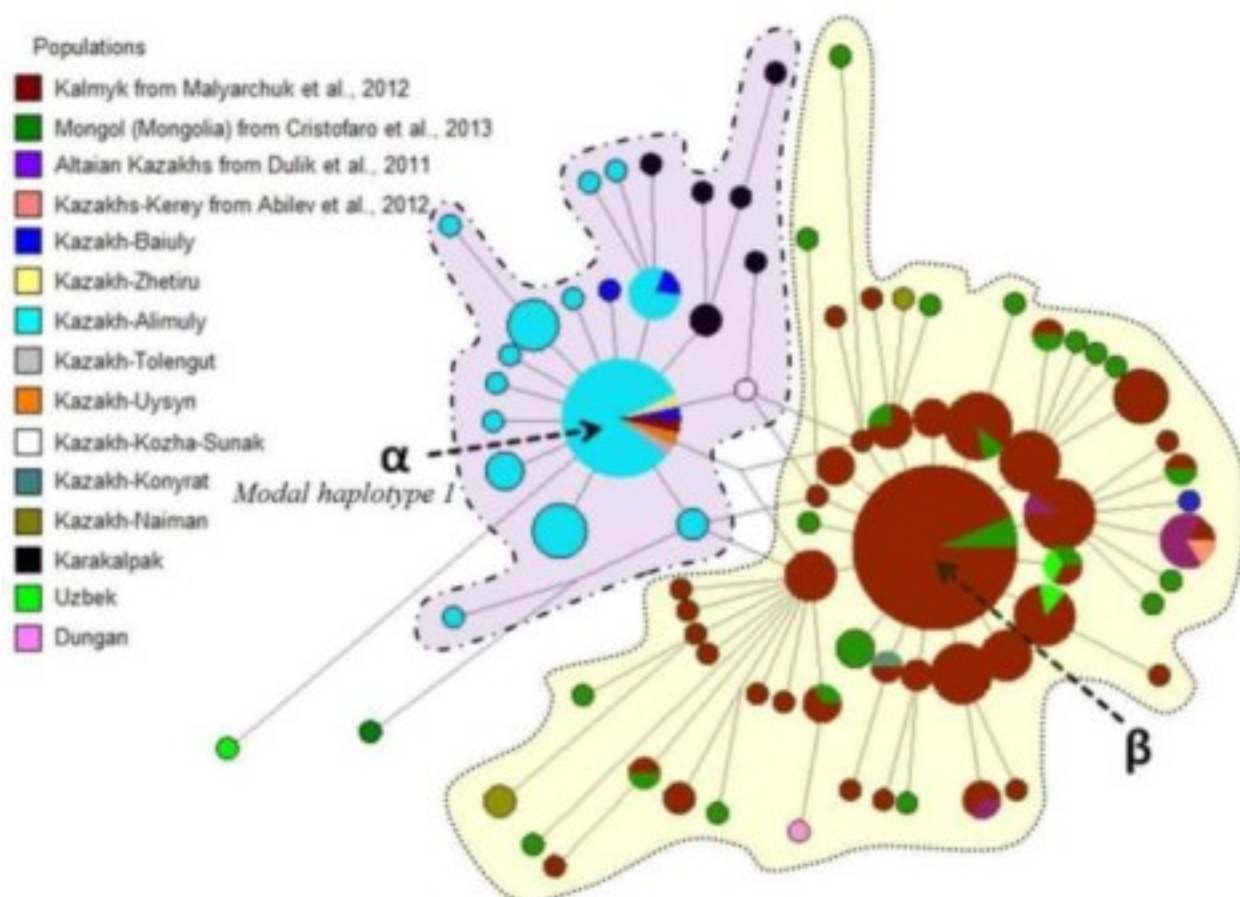 Populations
Kalmyk from Malyarchuk et al., 2012
Mongol (Mongolia) from Cristofaro et al., 2013
Altaian Kazakhs from Dulik et al., 2011
Kazakhs-Kerey from Abilev et al., 2012
Kazakh-Baiuly
Kazakh-Zhetiru
Kazakh-Alimuly
Kazakh-Tolengut
Kazakh-Uysyn
Kazakh-Kozha-Sunak
Kazakh-Konyrat
Kazakh-Naiman
Karakalpak
Uzbek
Dungan
α
Modal haplotype 1
β